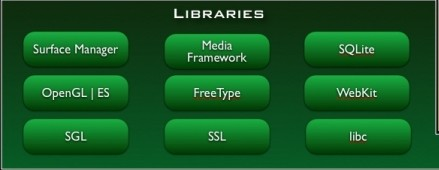 LIBRARIES
Surface Manager
Media
Framework
SQLite
OpenGL | ES
FreeType
WebKit
SGL
SSL
libc